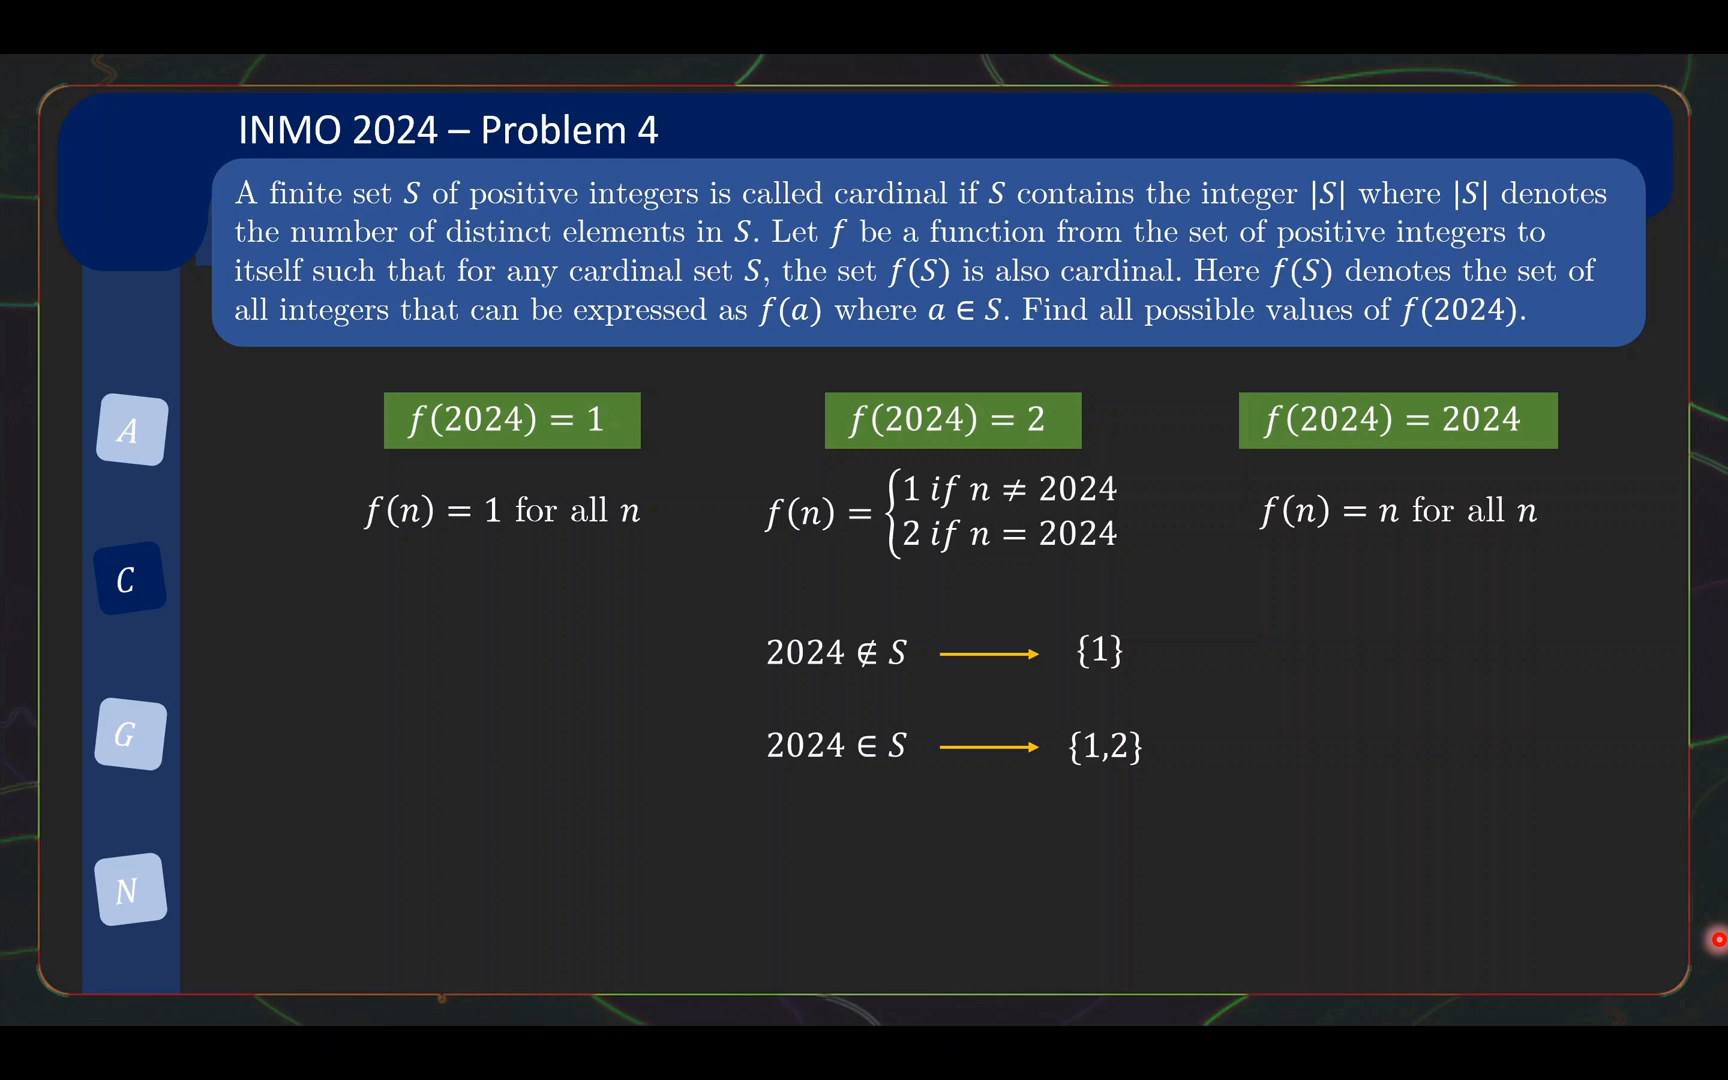 INMO 2024 – Problem 4
A finite set S of positive integers is called cardinal if S contains the integer |S| where |S| denotes
the number of distinct elements in S. Let f be a function from the set of positive integers to
itself such that for any cardinal set S, the set f(S) is also cardinal. Here f(S) denotes the set of
all integers that can be expressed as f(a) where a ∈ S. Find all possible values of f(2024).
A
C
G
N
f(2024) = 1
f(n) = 1 for all n
f(2024) = 2
f(n) = {1 if n ≠ 2024
2 if n = 2024
2024 ∉ S → {1}
2024 ∈ S → {1,2}
f(2024) = 2024
f(n) = n for all n